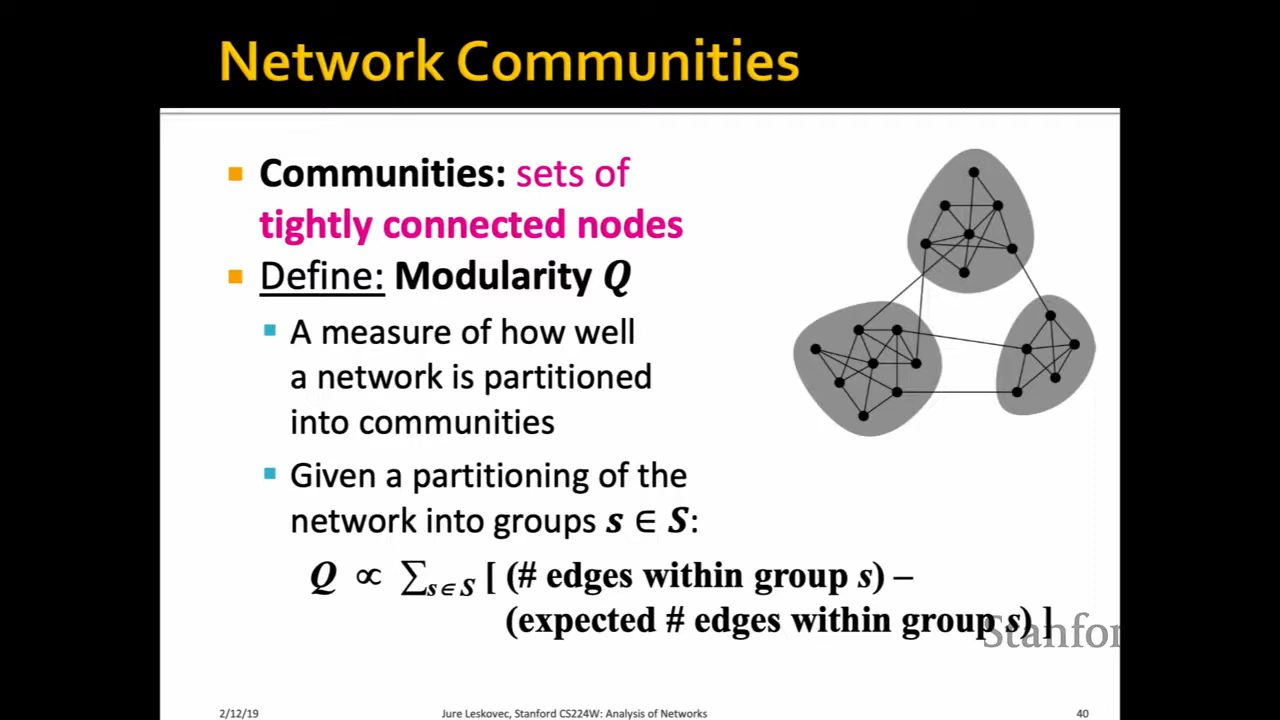 Network Communities
Communities: sets of
tightly connected nodes
Define: Modularity Q
A measure of how well
a network is partitioned
into communities
Given a partitioning of the
network into groups s ∈ S:
Q ∝ ∑s∈S [ (# edges within group s) –
(expected # edges within group s) ]
Stanfor
2/12/19
Jure Leskovec, Stanford CS224W: Analysis of Networks
40